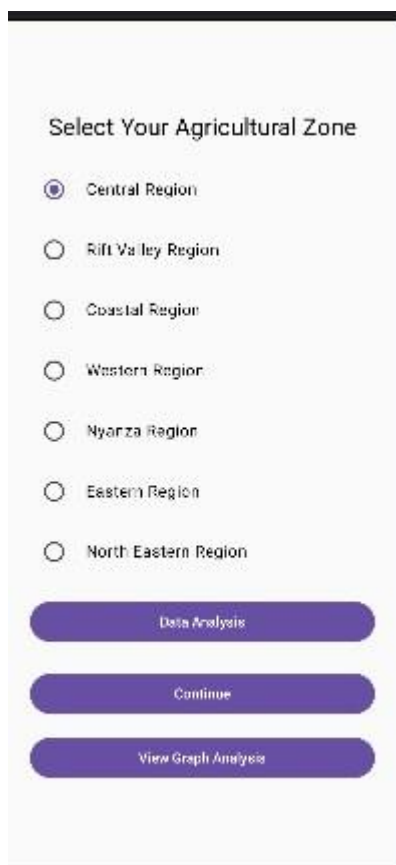 Select Your Agricultural Zone
Central Region
Rift Valley Region
Coastal Region
Western Region
Nyanza Region
Eastern Region
North Eastern Region
Data Analysis
Continue
View Graph Analysis